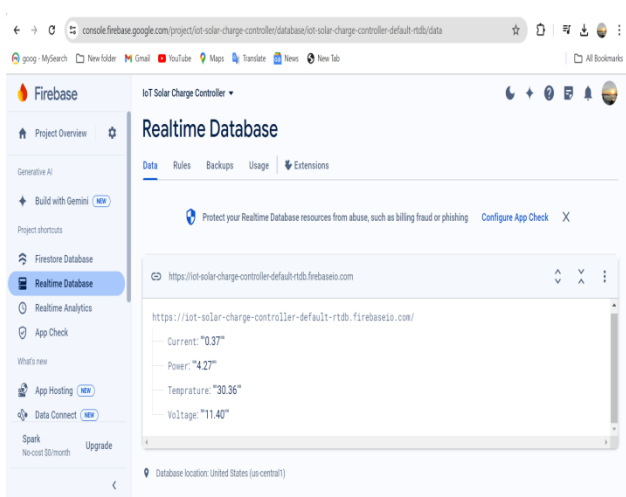 console.firebase.google.com/project/iot-solar-charge-controller/database/iot-solar-charge-controller-default-rtdb/data
goog - MySearch New folder Gmail YouTube Maps Translate News New Tab All Bookmarks
Firebase
IoT Solar Charge Controller
Project Overview
Realtime Database
Data Rules Backups Usage Extensions
Generative AI
Build with Gemini NEW
Protect your Realtime Database resources from abuse, such as billing fraud or phishing Configure App Check
Project shortcuts
Firestore Database
Realtime Database
https://iot-solar-charge-controller-default-rtdb.firebaseio.com
Realtime Analytics
https://iot-solar-charge-controller-default-rtdb.firebaseio.com/
App Check
Current: ""0.37""
What's new
Power: ""4.27""
App Hosting NEW
Temprature: ""30.36""
Data Connect NEW
Voltage: ""11.40""
Spark
No-cost $0/month
Upgrade
Database location: United States (us-central1)